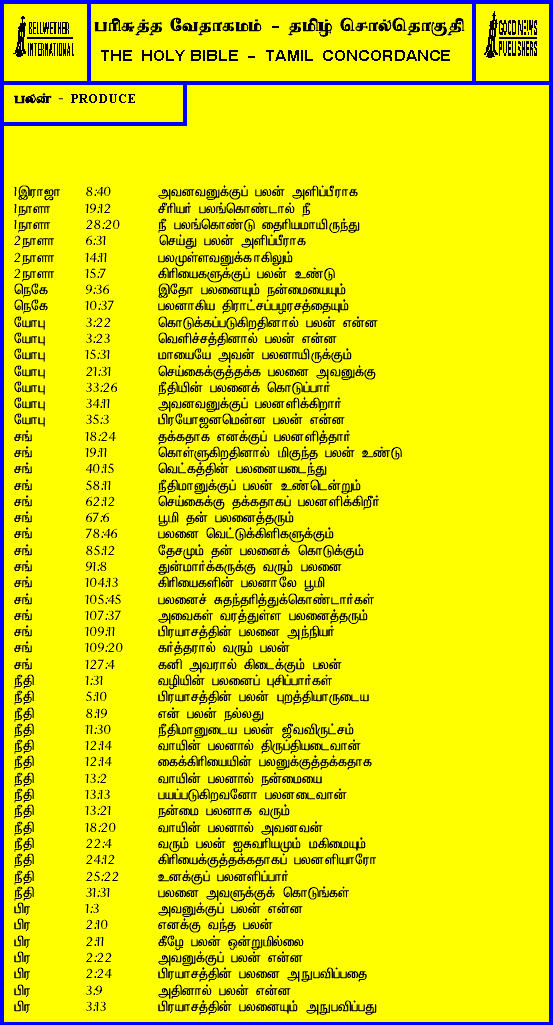 BELLWETHER
INTERNATIONAL
பரிசுத்த வேதாகமம் - தமிழ் சொல்தொகுதி
THE HOLY BIBLE - TAMIL CONCORDANCE
GOOD NEWS
PUBLISHERS
பலன் - PRODUCE
1இராஜா 8:40 அவனவனுக்குப் பலன் அளிப்பீராக
1நாளா 19:12 சீரியர் பலங்கொண்டால் நீ
1நாளா 28:20 நீ பலங்கொண்டு தைரியமாயிருந்து
2நாளா 6:31 செய்து பலன் அளிப்பீராக
2நாளா 14:11 பலமுள்ளவனுக்காகிலும்
2நாளா 15:7 கிரியைகளுக்குப் பலன் உண்டு
நெகே 9:36 இதோ பலனையும் நன்மையையும்
நெகே 10:37 பலனாகிய திராட்சப்பழரசத்தையும்
யோபு 3:22 கொடுக்கப்படுகிறதினால் பலன் என்ன
யோபு 3:23 வெளிச்சத்தினால் பலன் என்ன
யோபு 15:31 மாயையே அவன் பலனாயிருக்கும்
யோபு 21:31 செய்கைக்குத்தக்க பலனை அவனுக்கு
யோபு 33:26 நீதியின் பலனைக் கொடுப்பார்
யோபு 34:11 அவனவனுக்குப் பலனளிக்கிறார்
யோபு 35:3 பிரயோஜனமென்ன பலன் என்ன
சங் 18:24 தக்கதாக எனக்குப் பலனளித்தார்
சங் 19:11 கொள்ளுகிறதினால் மிகுந்த பலன் உண்டு
சங் 40:15 வெட்கத்தின் பலனையடைந்து
சங் 58:11 நீதிமானுக்குப் பலன் உண்டென்றும்
சங் 62:12 செய்கைக்கு தக்கதாகப் பலனளிக்கிறீர்
சங் 67:6 பூமி தன் பலனைத்தரும்
சங் 78:46 பலனை வெட்டுக்கிளிகளுக்கும்
சங் 85:12 தேசமும் தன் பலனைக் கொடுக்கும்
சங் 91:8 துன்மார்க்கருக்கு வரும் பலனை
சங் 104:13 கிரியைகளின் பலனாலே பூமி
சங் 105:45 பலனைச் சுதந்தரித்துக்கொண்டார்கள்
சங் 107:37 அவைகள் வரத்துள்ள பலனைத்தரும்
சங் 109:11 பிரயாசத்தின் பலனை அந்நியர்
சங் 109:20 கர்த்தரால் வரும் பலன்
சங் 127:4 கனி அவரால் கிடைக்கும் பலன்
நீதி 1:31 வழியின் பலனைப் புசிப்பார்கள்
நீதி 5:10 பிரயாசத்தின் பலன் புறத்தியாருடைய
நீதி 8:19 என் பலன் நல்லது
நீதி 11:30 நீதிமானுடைய பலன் ஜீவவிருட்சம்
நீதி 12:14 வாயின் பலனால் திருப்தியடைவான்
நீதி 12:14 கைக்கிரியையின் பலனுக்குத்தக்கதாக
நீதி 13:2 வாயின் பலனால் நன்மையை
நீதி 13:13 பயப்படுகிறவனோ பலனடைவான்
நீதி 13:21 நன்மை பலனாக வரும்
நீதி 18:20 வாயின் பலனால் அவனவன்
நீதி 22:4 வரும் பலன் ஐசுவரியமும் மகிமையும்
நீதி 24:12 கிரியைக்குத்தக்கதாகப் பலனளியாரோ
நீதி 25:22 உனக்குப் பலனளிப்பார்
நீதி 31:31 பலனை அவளுக்குக் கொடுங்கள்
பிர 1:3 அவனுக்குப் பலன் என்ன
பிர 2:10 எனக்கு வந்த பலன்
பிர 2:11 கீழே பலன் ஒன்றுமில்லை
பிர 2:22 அவனுக்குப் பலன் என்ன
பிர 2:24 பிரயாசத்தின் பலனை அநுபவிப்பதை
பிர 3:9 அதினால் பலன் என்ன
பிர 3:13 பிரயாசத்தின் பலனையும் அநுபவிப்பது